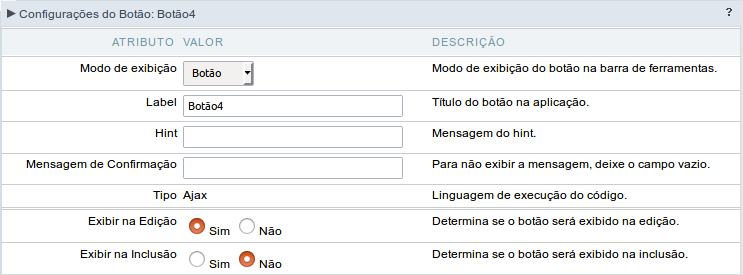 Configurações do Botão: Botão4 ?
ATRIBUTO VALOR DESCRIÇÃO
Modo de exibição Botão Modo de exibição do botão na barra de ferramentas.
Label Botão4 Título do botão na aplicação.
Hint Mensagem do hint.
Mensagem de Confirmação Para não exibir a mensagem, deixe o campo vazio.
Tipo Ajax Linguagem de execução do código.
Exibir na Edição Sim Não Determina se o botão será exibido na edição.
Exibir na Inclusão Sim Não Determina se o botão será exibido na inclusão.